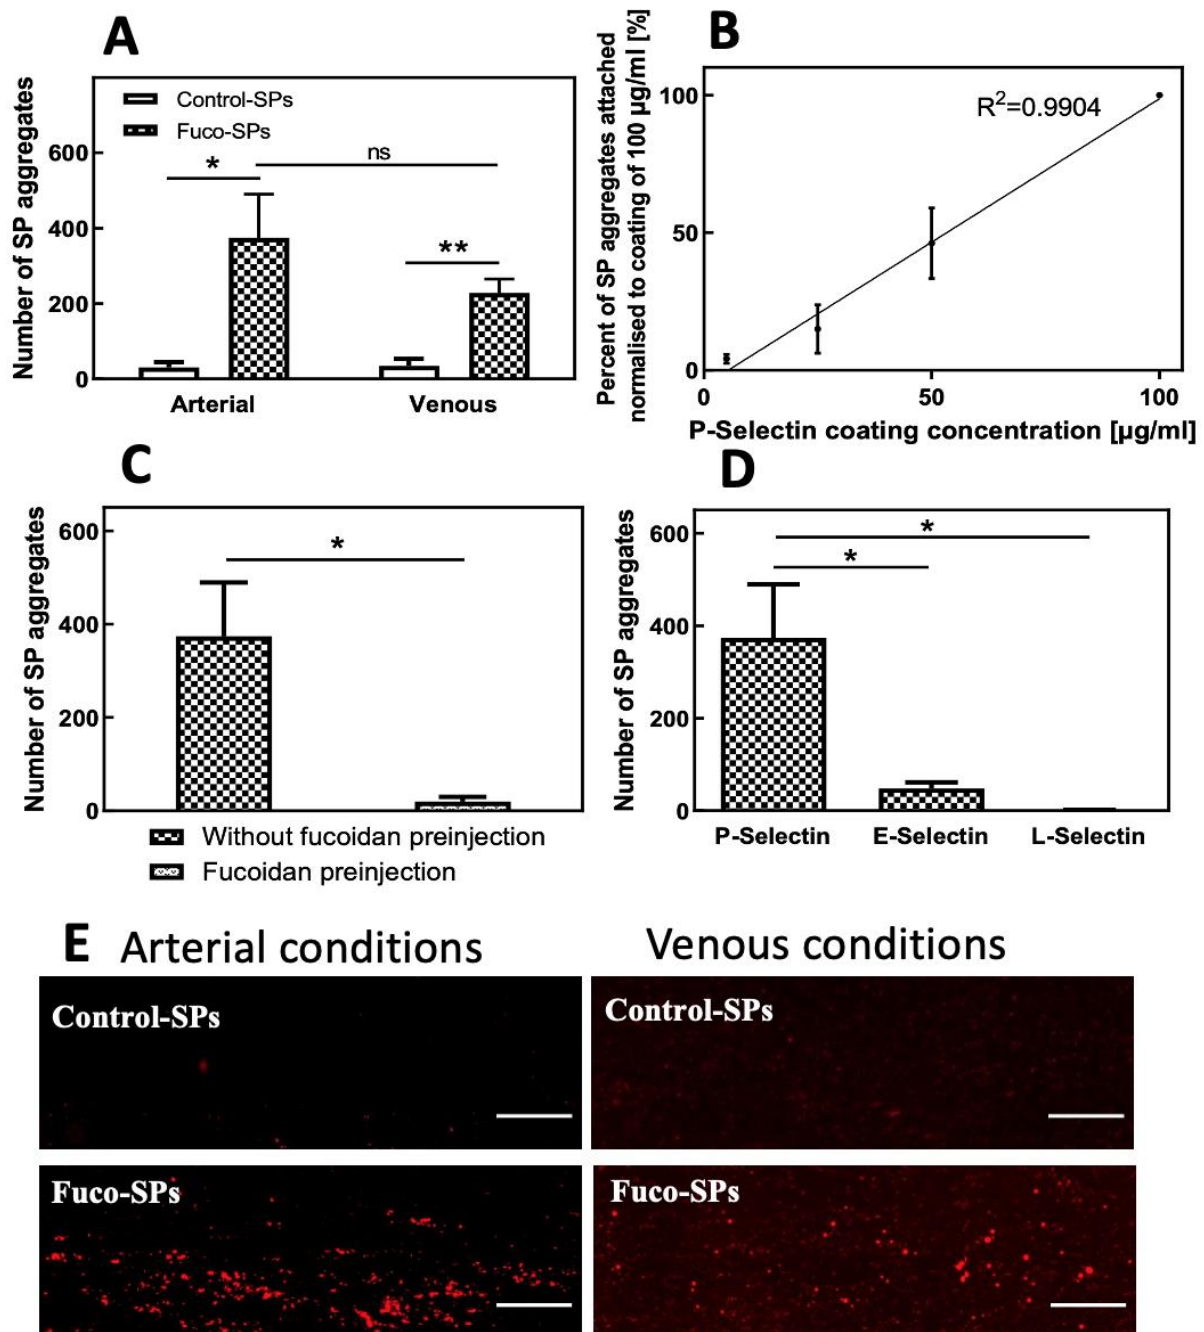 A
Number of SP aggregates
600
400
200
0
Control-SPs
Fuco-SPs
*
ns
**
Arterial
Venous
B
Percent of SP aggregates attached
normalised to coating of 100 µg/ml [%]
100
50
0
R²=0.9904
0
50
100
P-Selectin coating concentration [µg/ml]
C
Number of SP aggregates
600
400
200
0
*
Without fucoidan preinjection
Fucoidan preinjection
D
Number of SP aggregates
600
400
200
0
*
*
P-Selectin
E-Selectin
L-Selectin
E
Arterial conditions
Venous conditions
Control-SPs
Control-SPs
Fuco-SPs
Fuco-SPs